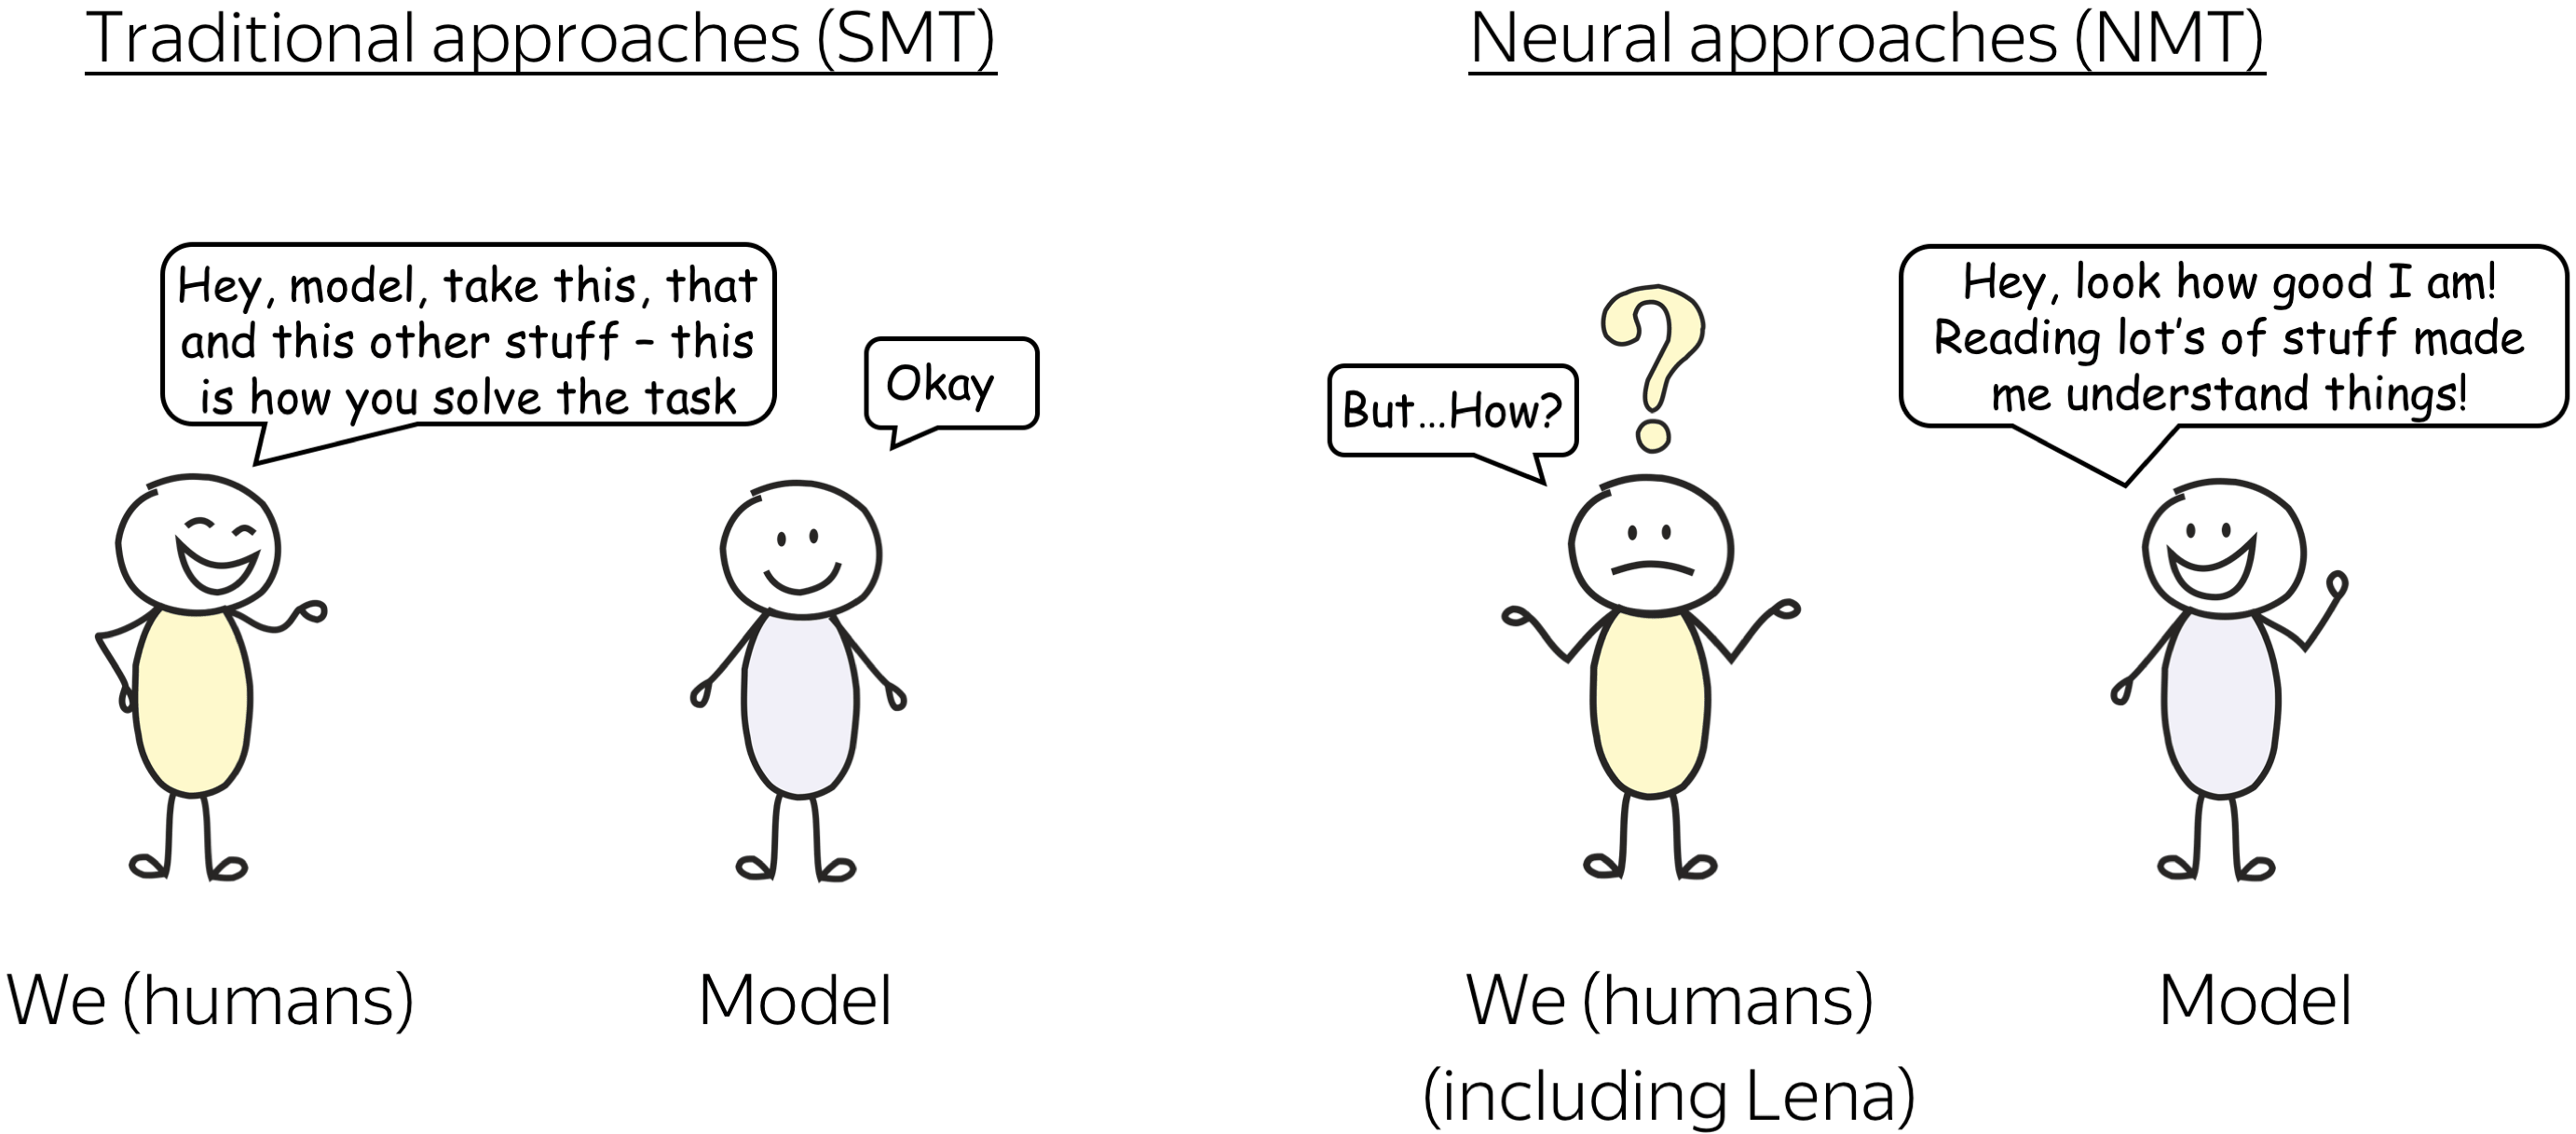 Traditional approaches (SMT)
Hey, model, take this, that
and this other stuff – this
is how you solve the task
Okay
We (humans)
Model
Neural approaches (NMT)
?
But...How?
Hey, look how good I am!
Reading lot's of stuff made
me understand things!
We (humans)
(including Lena)
Model